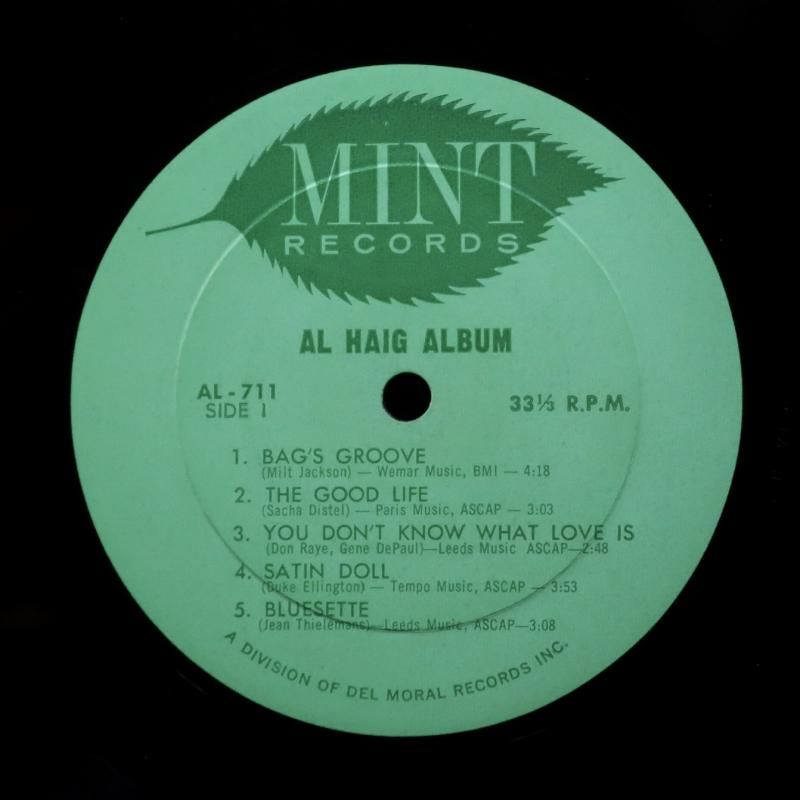 MINT
RECORDS
AL HAIG ALBUM
AL-711
SIDE 1
33⅓ R.P.M.
1. BAG'S GROOVE
(Milt Jackson) — Wemar Music, BMI — 4:18
2. THE GOOD LIFE
(Sacha Distel) — Paris Music, ASCAP — 3:03
3. YOU DON'T KNOW WHAT LOVE IS
(Don Raye, Gene DePaul)—Leeds Music ASCAP—2:48
4. SATIN DOLL
(Duke Ellington) — Tempo Music, ASCAP — 3:53
5. BLUESETTE
(Jean Thielemans)—Leeds Music, ASCAP—3:08
A DIVISION OF DEL MORAL RECORDS INC.